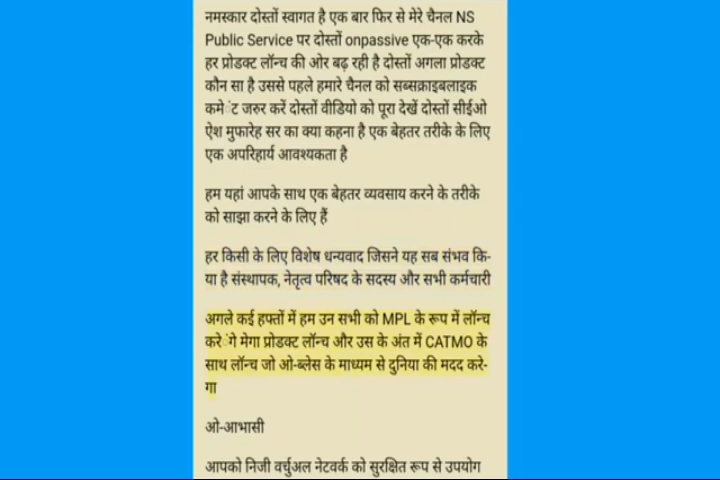 नमस्कार दोस्तों स्वागत है एक बार फिर से मेरे चैनल NS
Public Service पर दोस्तों onpassive एक-एक करके
हर प्रोडक्ट लॉन्च की ओर बढ़ रही है दोस्तों अगला प्रोडक्ट
कौन सा है उससे पहले हमारे चैनल को सब्सक्राइबलाइक
कमेंट जरुर करें दोस्तों वीडियो को पूरा देखें दोस्तों सीईओ
ऐश मुफारेह सर का क्या कहना है एक बेहतर तरीके के लिए
एक अपरिहार्य आवश्यकता है
हम यहां आपके साथ एक बेहतर व्यवसाय करने के तरीके
को साझा करने के लिए हैं
हर किसी के लिए विशेष धन्यवाद जिसने यह सब संभव कि-
या है संस्थापक, नेतृत्व परिषद के सदस्य और सभी कर्मचारी
अगले कई हफ्तों में हम उन सभी को MPL के रूप में लॉन्च
करेंगे मेगा प्रोडक्ट लॉन्च और उस के अंत में CATMO के
साथ लॉन्च जो ओ-ब्लेस के माध्यम से दुनिया की मदद करे-
गा
ओ-आभासी
आपको निजी वर्चुअल नेटवर्क को सुरक्षित रूप से उपयोग